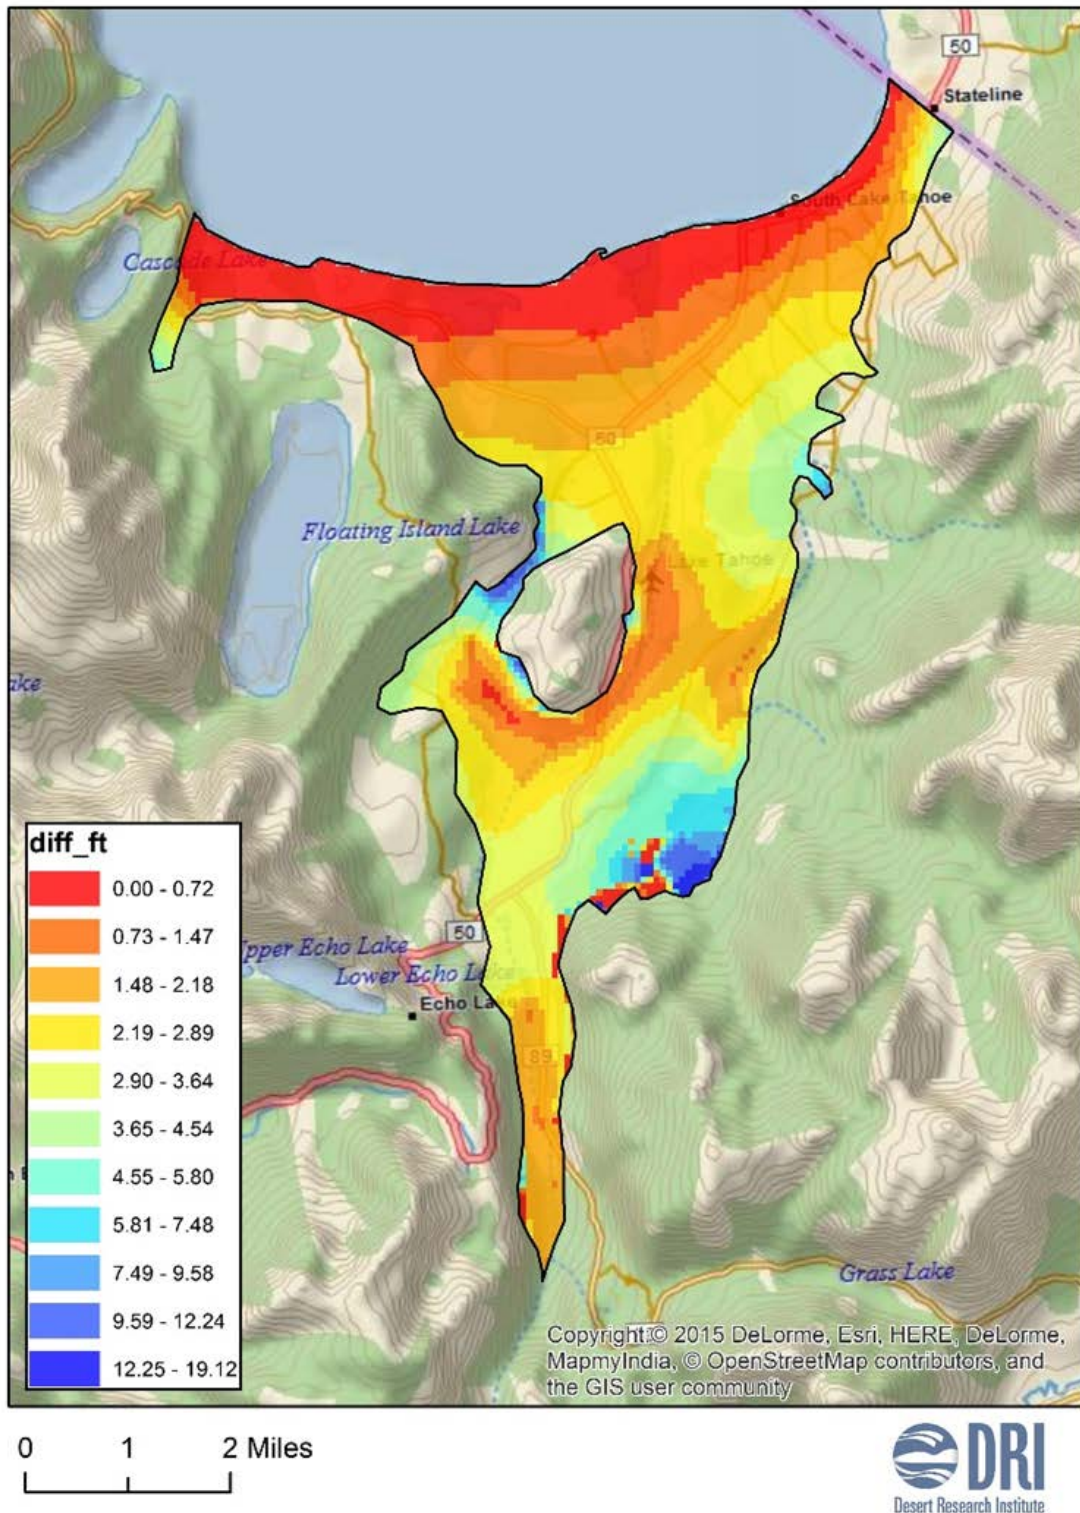 50
Stateline
South Lake Tahoe
Cascade Lake
50
Floating Island Lake
Lake Tahoe
ake
diff_ft
0.00 - 0.72
0.73 - 1.47
1.48 - 2.18
2.19 - 2.89
2.90 - 3.64
3.65 - 4.54
4.55 - 5.80
5.81 - 7.48
7.49 - 9.58
9.59 - 12.24
12.25 - 19.12
50
pper Echo Lake
Lower Echo Lake
Echo La
89
Grass Lake
Copyright:© 2015 DeLorme, Esri, HERE, DeLorme,
MapmyIndia, © OpenStreetMap contributors, and
the GIS user community
0 1 2 Miles
DRI
Desert Research Institute